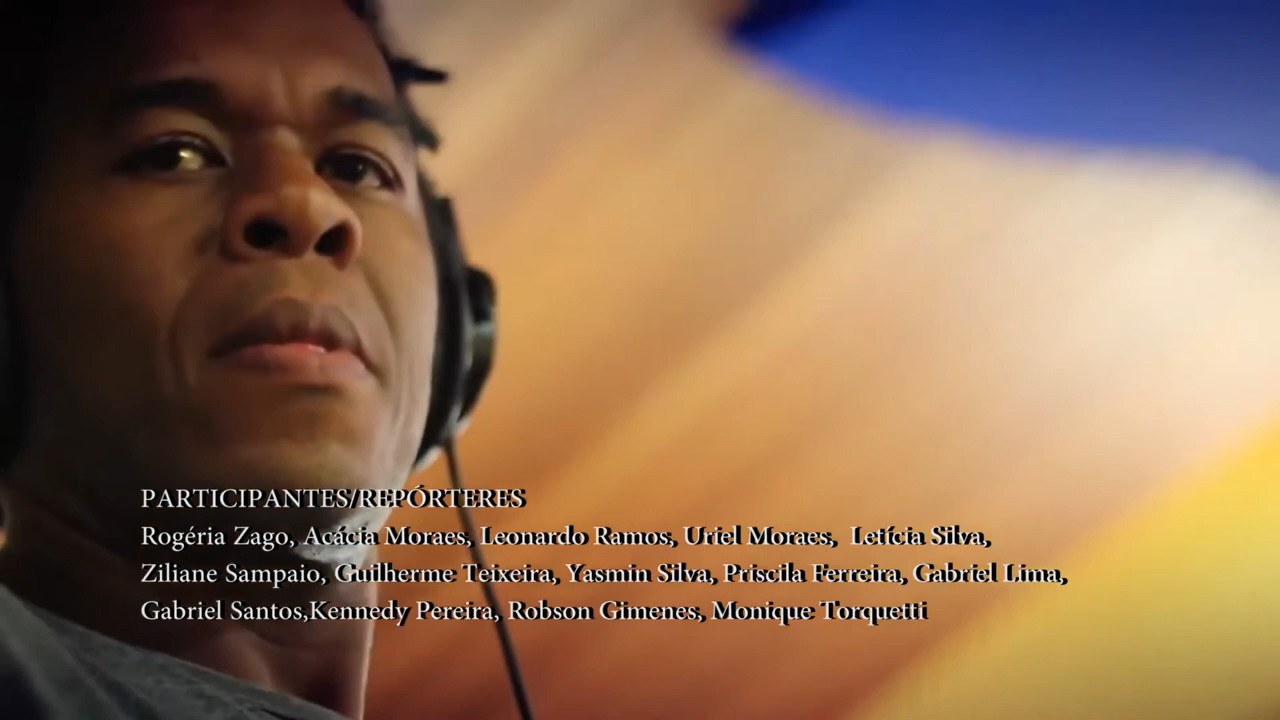 PARTICIPANTES/REPÓRTERES
Rogéria Zago, Acácia Moraes, Leonardo Ramos, Uriel Moraes,  Letícia Silva,
Ziliane Sampaio, Guilherme Teixeira, Yasmin Silva, Priscila Ferreira, Gabriel Lima,
Gabriel Santos,Kennedy Pereira, Robson Gimenes, Monique Torquetti